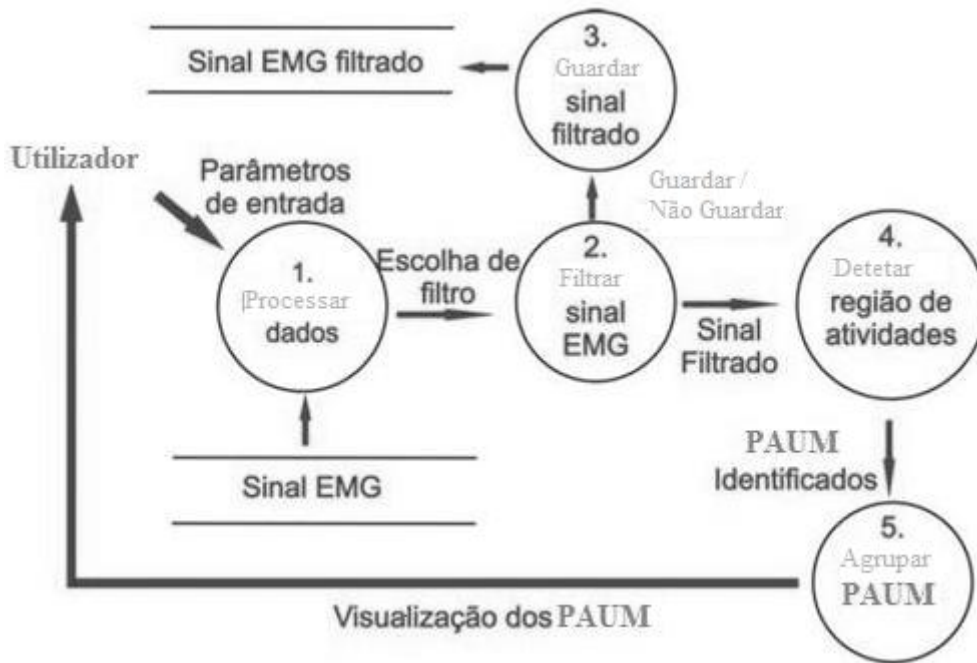 3.
Guardar
sinal
filtrado
Sinal EMG filtrado
Utilizador
Parâmetros
de entrada
Guardar /
Não Guardar
1.
Processar
dados
Escolha de
filtro
2.
Filtrar
sinal
EMG
Sinal
Filtrado
4.
Detetar
região de
atividades
Sinal EMG
PAUM
Identificados
5.
Agrupar
PAUM
Visualização dos PAUM